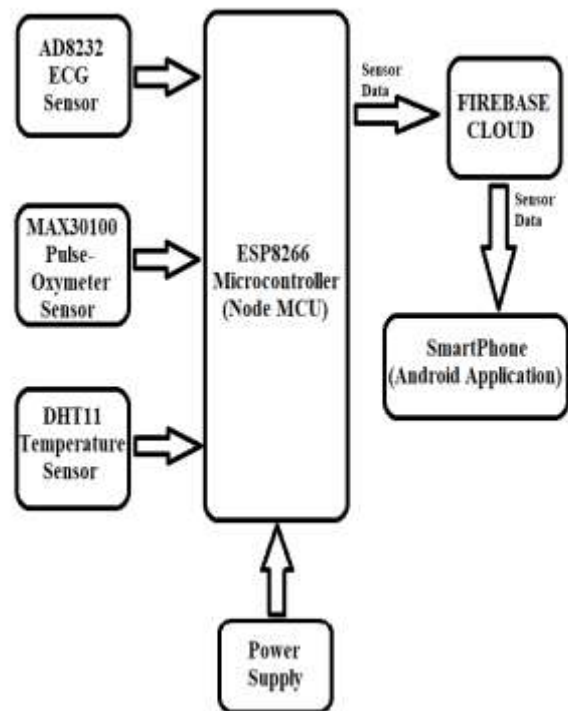 AD8232
ECG
Sensor
MAX30100
Pulse-
Oxymeter
Sensor
DHT11
Temperature
Sensor
ESP8266
Microcontroller
(Node MCU)
Power
Supply
Sensor
Data
FIREBASE
CLOUD
Sensor
Data
SmartPhone
(Android Application)